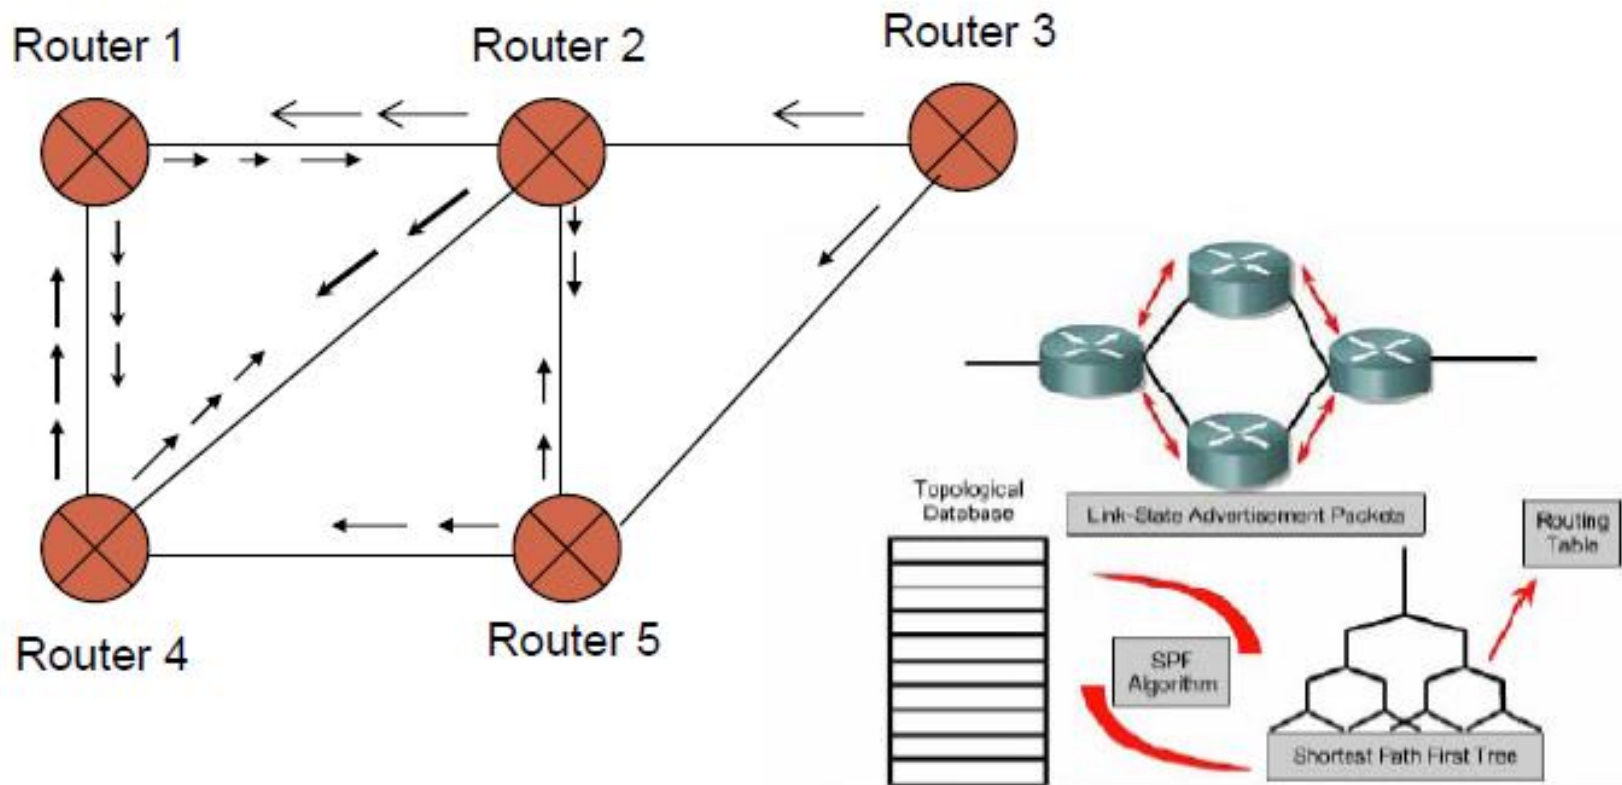 Router 1
Router 2
Router 3
Router 4
Router 5
Topological
Database
Link-State Advertisement Packets
Routing
Table
SPF
Algorithm
Shortest Path First Tree